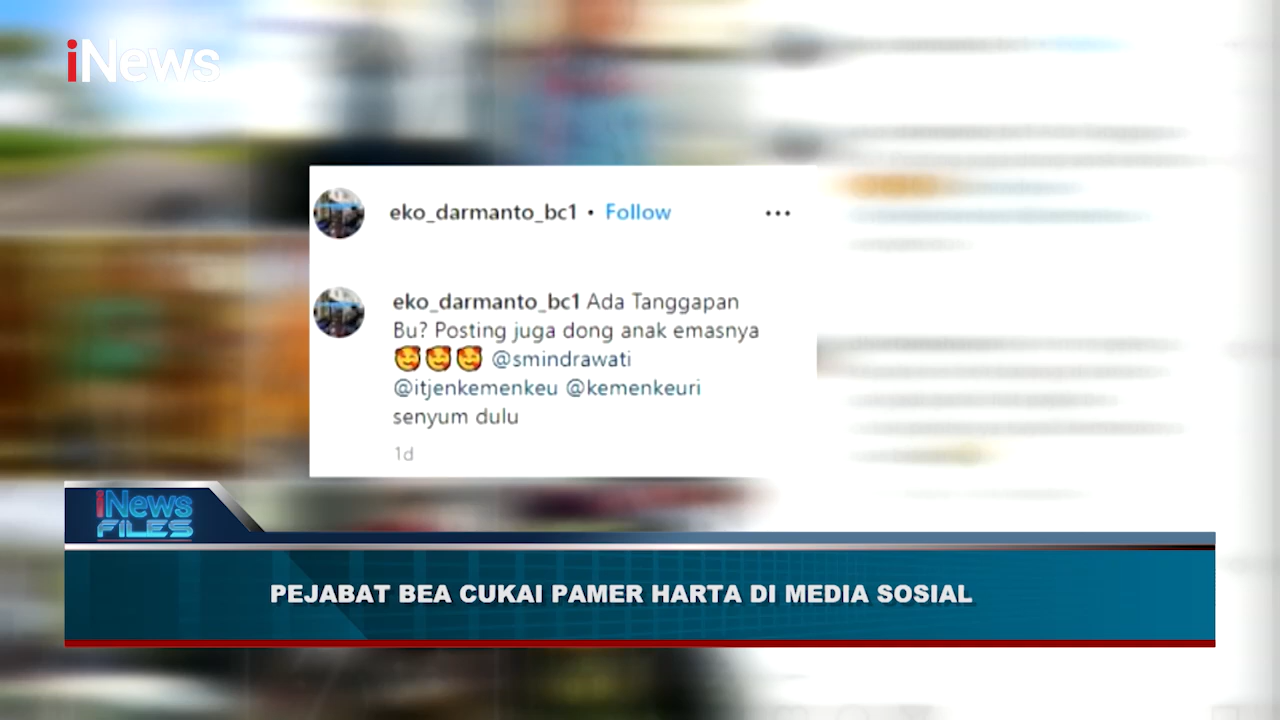 iNews
eko_darmanto_bc1 • Follow ...
eko_darmanto_bc1 Ada Tanggapan
Bu? Posting juga dong anak emasnya
🥰🥰🥰 @smindrawati
@itjenkemenkeu @kemenkeuri
senyum dulu
1d
iNews
FILES
PEJABAT BEA CUKAI PAMER HARTA DI MEDIA SOSIAL